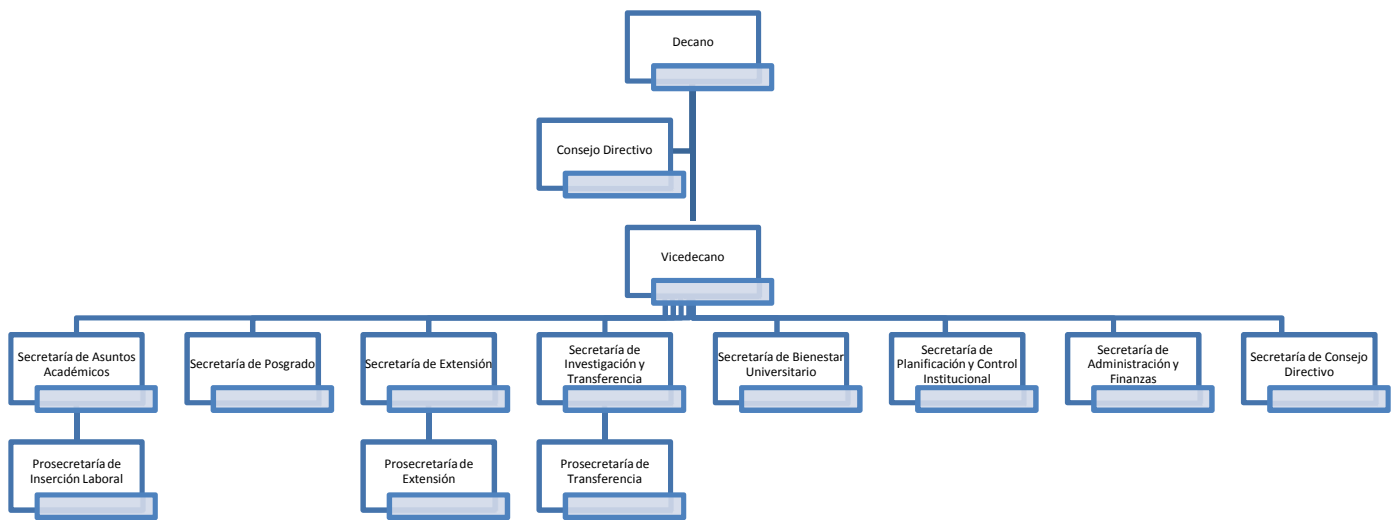 Decano
Consejo Directivo
Vicedecano
Secretaría de Asuntos
Académicos
Secretaría de Posgrado
Secretaría de Extensión
Secretaría de
Investigación y
Transferencia
Secretaría de Bienestar
Universitario
Secretaría de
Planificación y Control
Institucional
Secretaría de
Administración y
Finanzas
Secretaría de Consejo
Directivo
Prosecretaría de
Inserción Laboral
Prosecretaría de
Extensión
Prosecretaría de
Transferencia